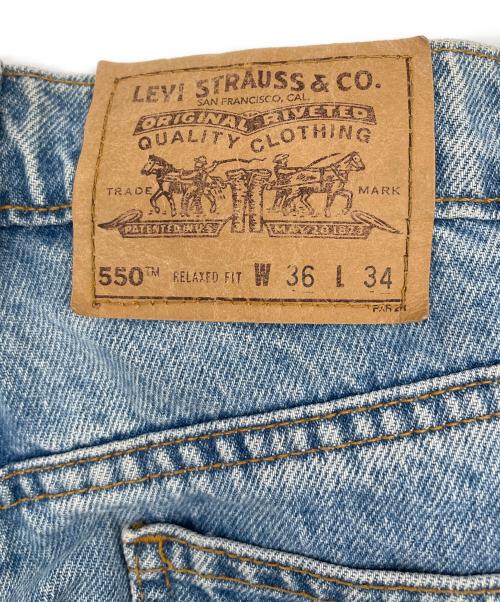 LEVI STRAUSS & CO.
SAN FRANCISCO, CAL.
ORIGINAL RIVETED
QUALITY CLOTHING
TRADE MARK
PATENTED IN U.S. MAY 20 1873
550™ RELAXED FIT W 36 L 34